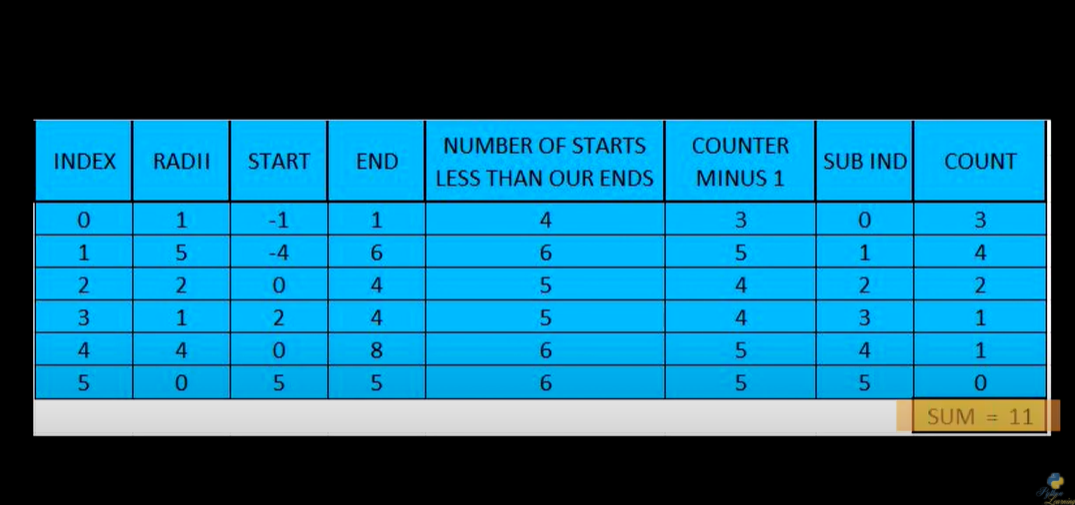 INDEX RADII START END NUMBER OF STARTS LESS THAN OUR ENDS COUNTER MINUS 1 SUB IND COUNT
0 1 -1 1 4 3 0 3
1 5 -4 6 6 5 1 4
2 2 0 4 5 4 2 2
3 1 2 4 5 4 3 1
4 4 0 8 6 5 4 1
5 0 5 5 6 5 5 0
SUM = 11